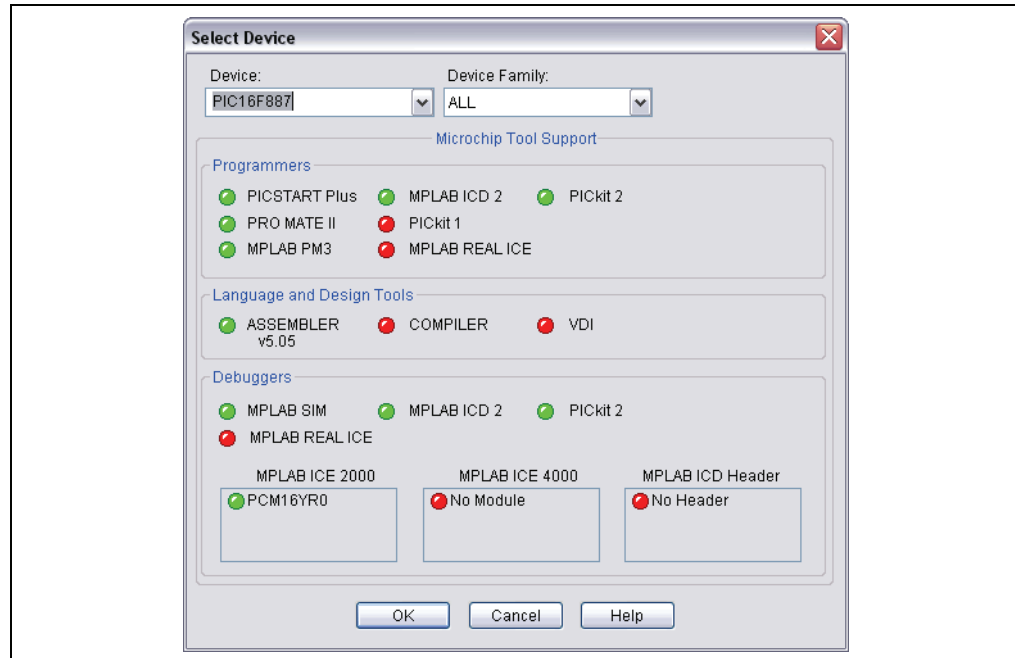 Select Device
Device: Device Family:
PIC16F887 ALL
Microchip Tool Support
Programmers
PICSTART Plus MPLAB ICD 2 PICkit 2
PRO MATE II PICkit 1
MPLAB PM3 MPLAB REAL ICE
Language and Design Tools
ASSEMBLER COMPILER VDI
v5.05
Debuggers
MPLAB SIM MPLAB ICD 2 PICkit 2
MPLAB REAL ICE
MPLAB ICE 2000 MPLAB ICE 4000 MPLAB ICD Header
PCM16YR0 No Module No Header
OK Cancel Help